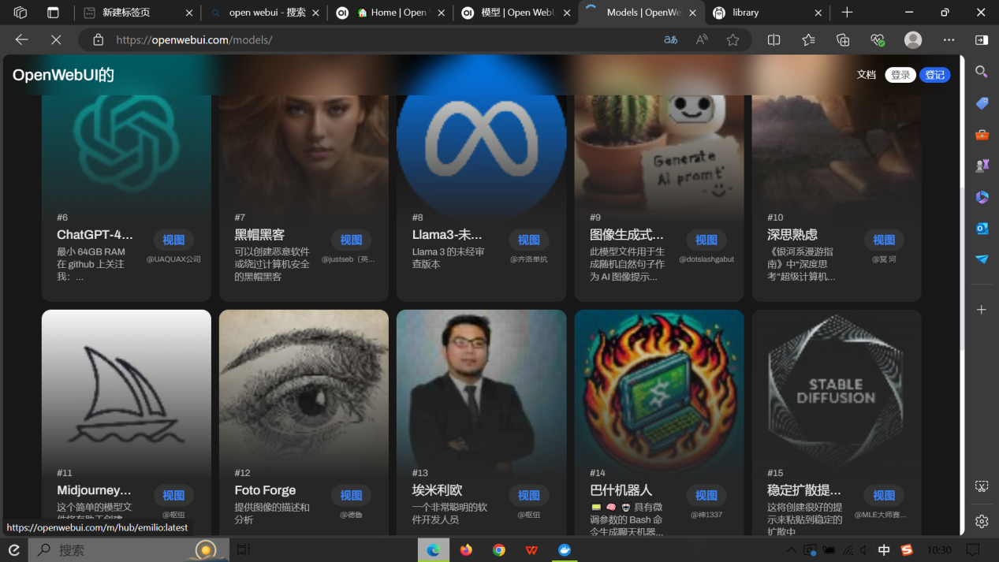 新建标签页
open webui - 搜索
Home | Open
模型 | Open WebU
Models | OpenWe
library
https://openwebui.com/models/
OpenWebUI的
文档
登录
登记
Generate
AI promt
#6
ChatGPT-4...
视图
最小 64GB RAM
在 github 上关注
我：...
@UAQUAX公司
#7
黑帽黑客
视图
可以创建恶意软件
或绕过计算机安全
的黑帽黑客
@justseb（英...
#8
Llama3-未...
视图
Llama 3 的未经审
查版本
@齐洛单抗
#9
图像生成式...
视图
此模型文件用于生
成随机自然句子作
为 AI 图像提示...
@dotslashgabut
#10
深思熟虑
视图
《银河系漫游指
南》中“深度思
考”超级计算机...
@冥 河
STABLE
DIFFUSION
#11
Midjourney...
视图
这个简单的模型文
@枢纽
#12
Foto Forge
视图
提供图像的描述和
分析
@德鲁
#13
埃米利欧
视图
一个非常聪明的软
件开发人员
@枢纽
#14
巴什机器人
视图
具有微
调参数的 Bash 命
令生成聊天机器...
@神1337
#15
稳定扩散提...
视图
这将创建很好的提
示来粘贴到稳定的
扩散中
@MLE大师赛...
https://openwebui.com/m/hub/emilio:latest
搜索
中
10:30